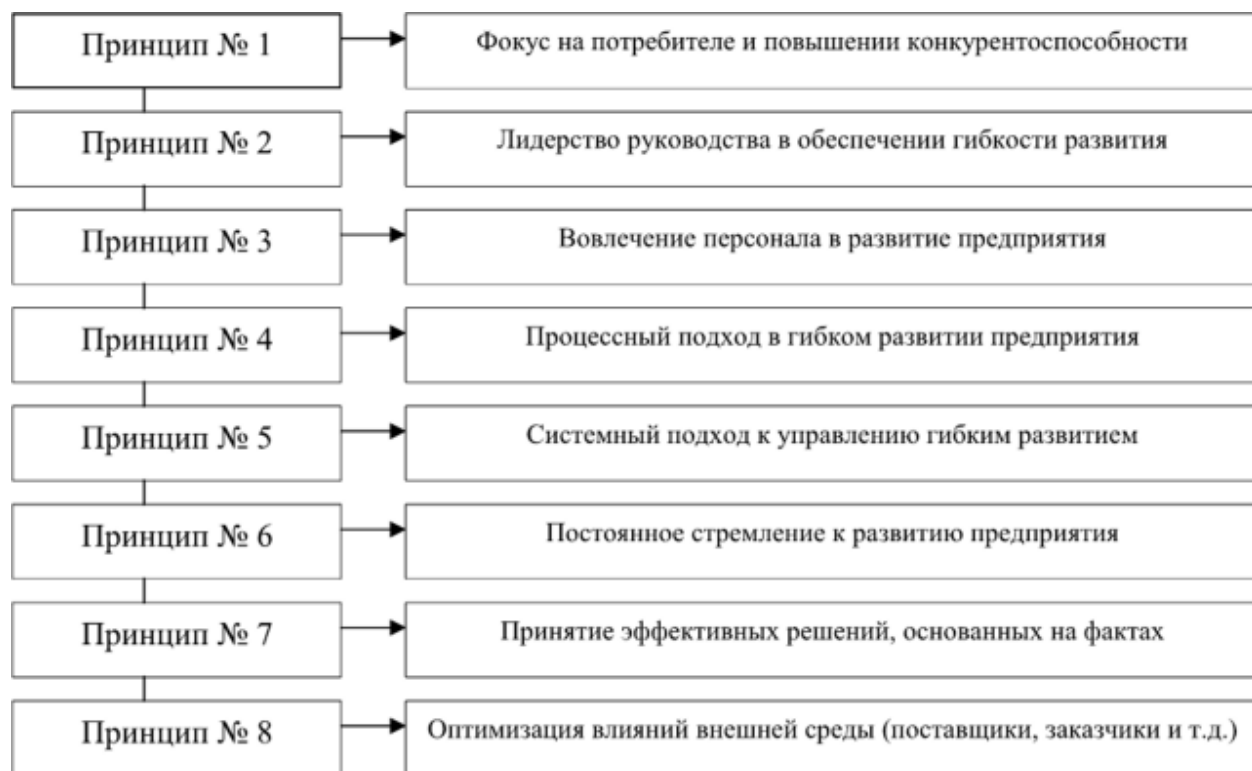 Принцип № 1
Фокус на потребителе и повышении конкурентоспособности
Принцип № 2
Лидерство руководства в обеспечении гибкости развития
Принцип № 3
Вовлечение персонала в развитие предприятия
Принцип № 4
Процессный подход в гибком развитии предприятия
Принцип № 5
Системный подход к управлению гибким развитием
Принцип № 6
Постоянное стремление к развитию предприятия
Принцип № 7
Принятие эффективных решений, основанных на фактах
Принцип № 8
Оптимизация влияний внешней среды (поставщики, заказчики и т.д.)